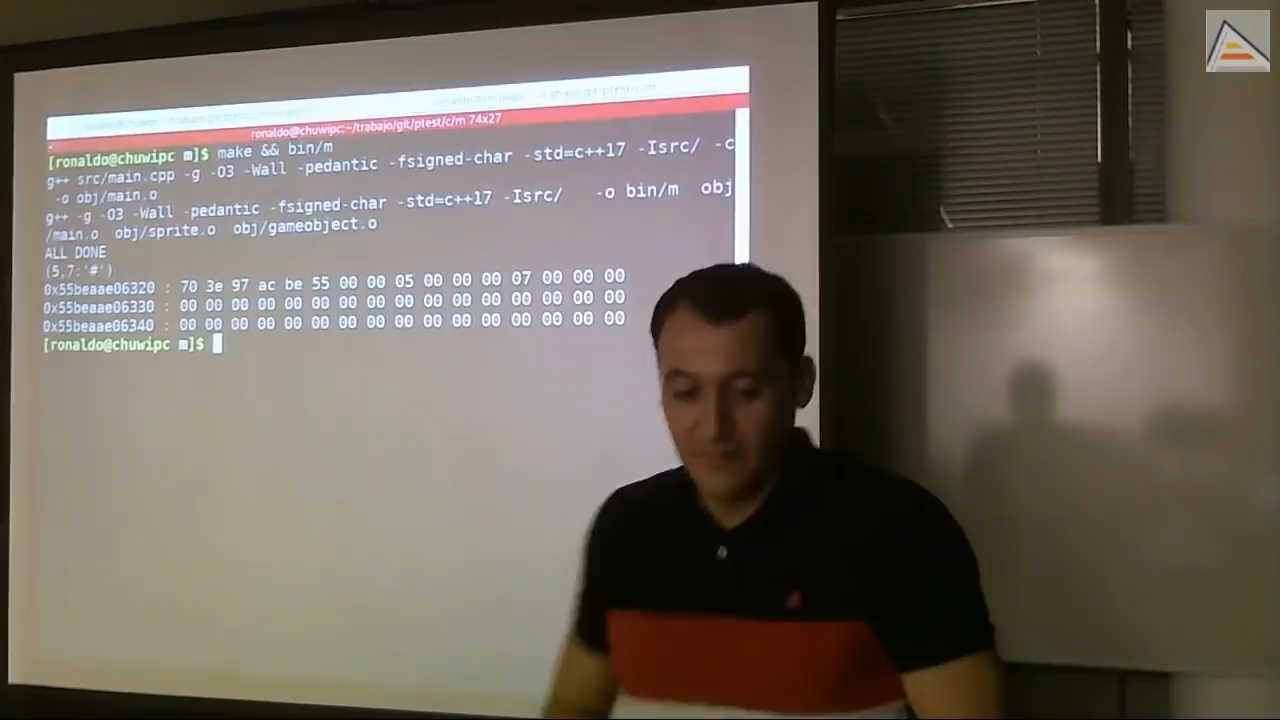 ronaldo@chuwipc:~/trabajo/git/ptest/c/m 74x27
[ronaldo@chuwipc m]$ make && bin/m
g++ src/main.cpp -g -O3 -Wall -pedantic -fsigned-char -std=c++17 -Isrc/ -c
-o obj/main.o
g++ -g -O3 -Wall -pedantic -fsigned-char -std=c++17 -Isrc/ -o bin/m obj
/main.o obj/sprite.o obj/gameobject.o
ALL DONE
(5,7:'#')
0x55beaae06320 : 70 3e 97 ac be 55 00 00 05 00 00 00 07 00 00 00
0x55beaae06330 : 00 00 00 00 00 00 00 00 00 00 00 00 00 00 00 00
0x55beaae06340 : 00 00 00 00 00 00 00 00 00 00 00 00 00 00 00 00
[ronaldo@chuwipc m]$